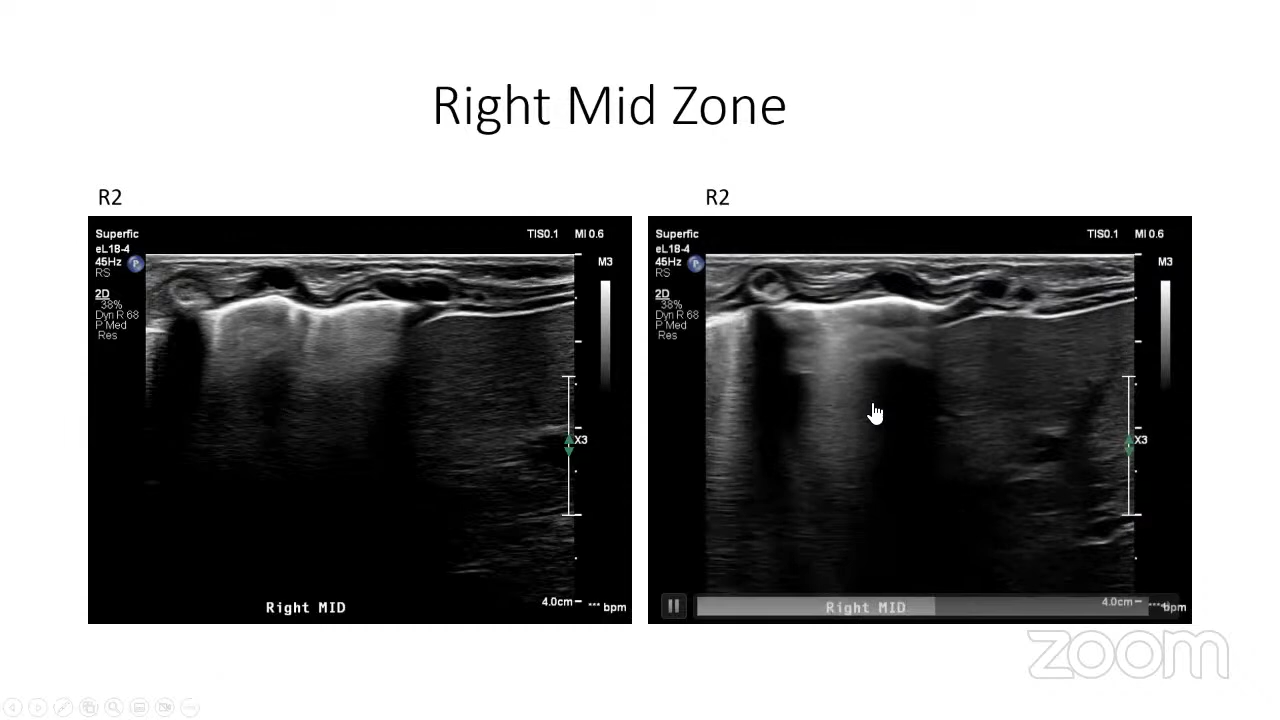 Right Mid Zone
R2
R2
Superfic
TIS0.1 MI 0.6
eL18-4
45Hz
RS
M3
2D
38%
Dyn R 68
P Med
Res
X3
4.0cm
bpm
Right MID
Superfic
TIS0.1 MI 0.6
eL18-4
45Hz
RS
M3
2D
38%
Dyn R 68
P Med
Res
X3
4.0cm
bpm
Right MID
zoom